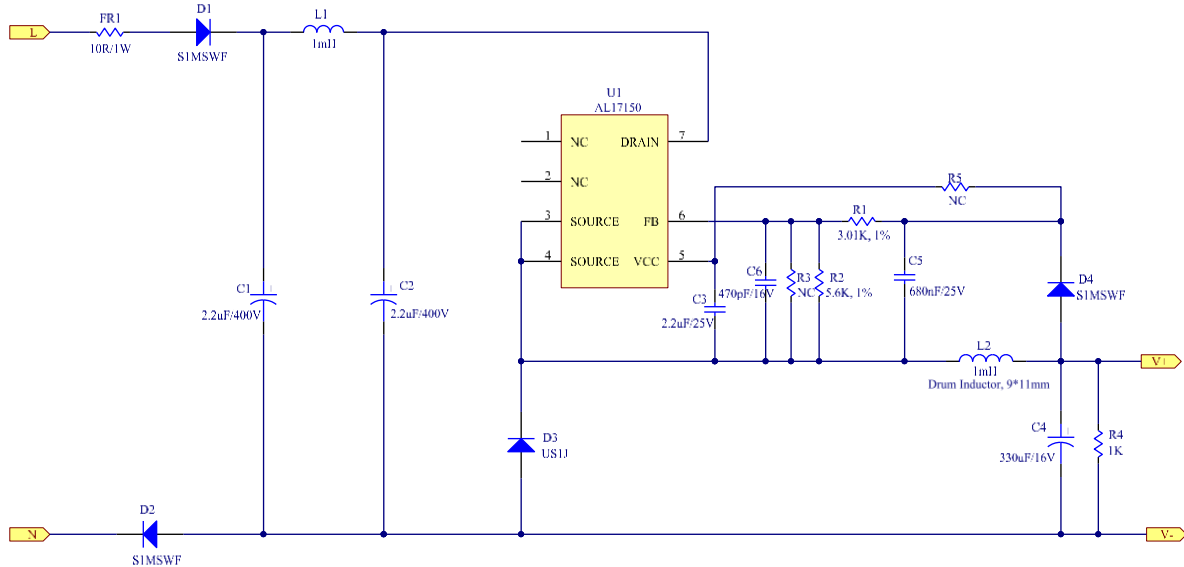 L
FR1
10R/1W
D1
S1MSWF
L1
1mH
U1
AL17150
1
NC
DRAIN
7
2
NC
3
SOURCE
FB
6
4
SOURCE
VCC
5
R5
NC
R1
3.01K, 1%
C1
2.2uF/400V
C2
2.2uF/400V
C3
2.2uF/25V
C6
470pF/16V
R3
NC
R2
5.6K, 1%
C5
680nF/25V
D4
S1MSWF
L2
1mH
Drum Inductor, 9*11mm
V+
D3
US1J
C4
330uF/16V
R4
1K
N
D2
S1MSWF
V-